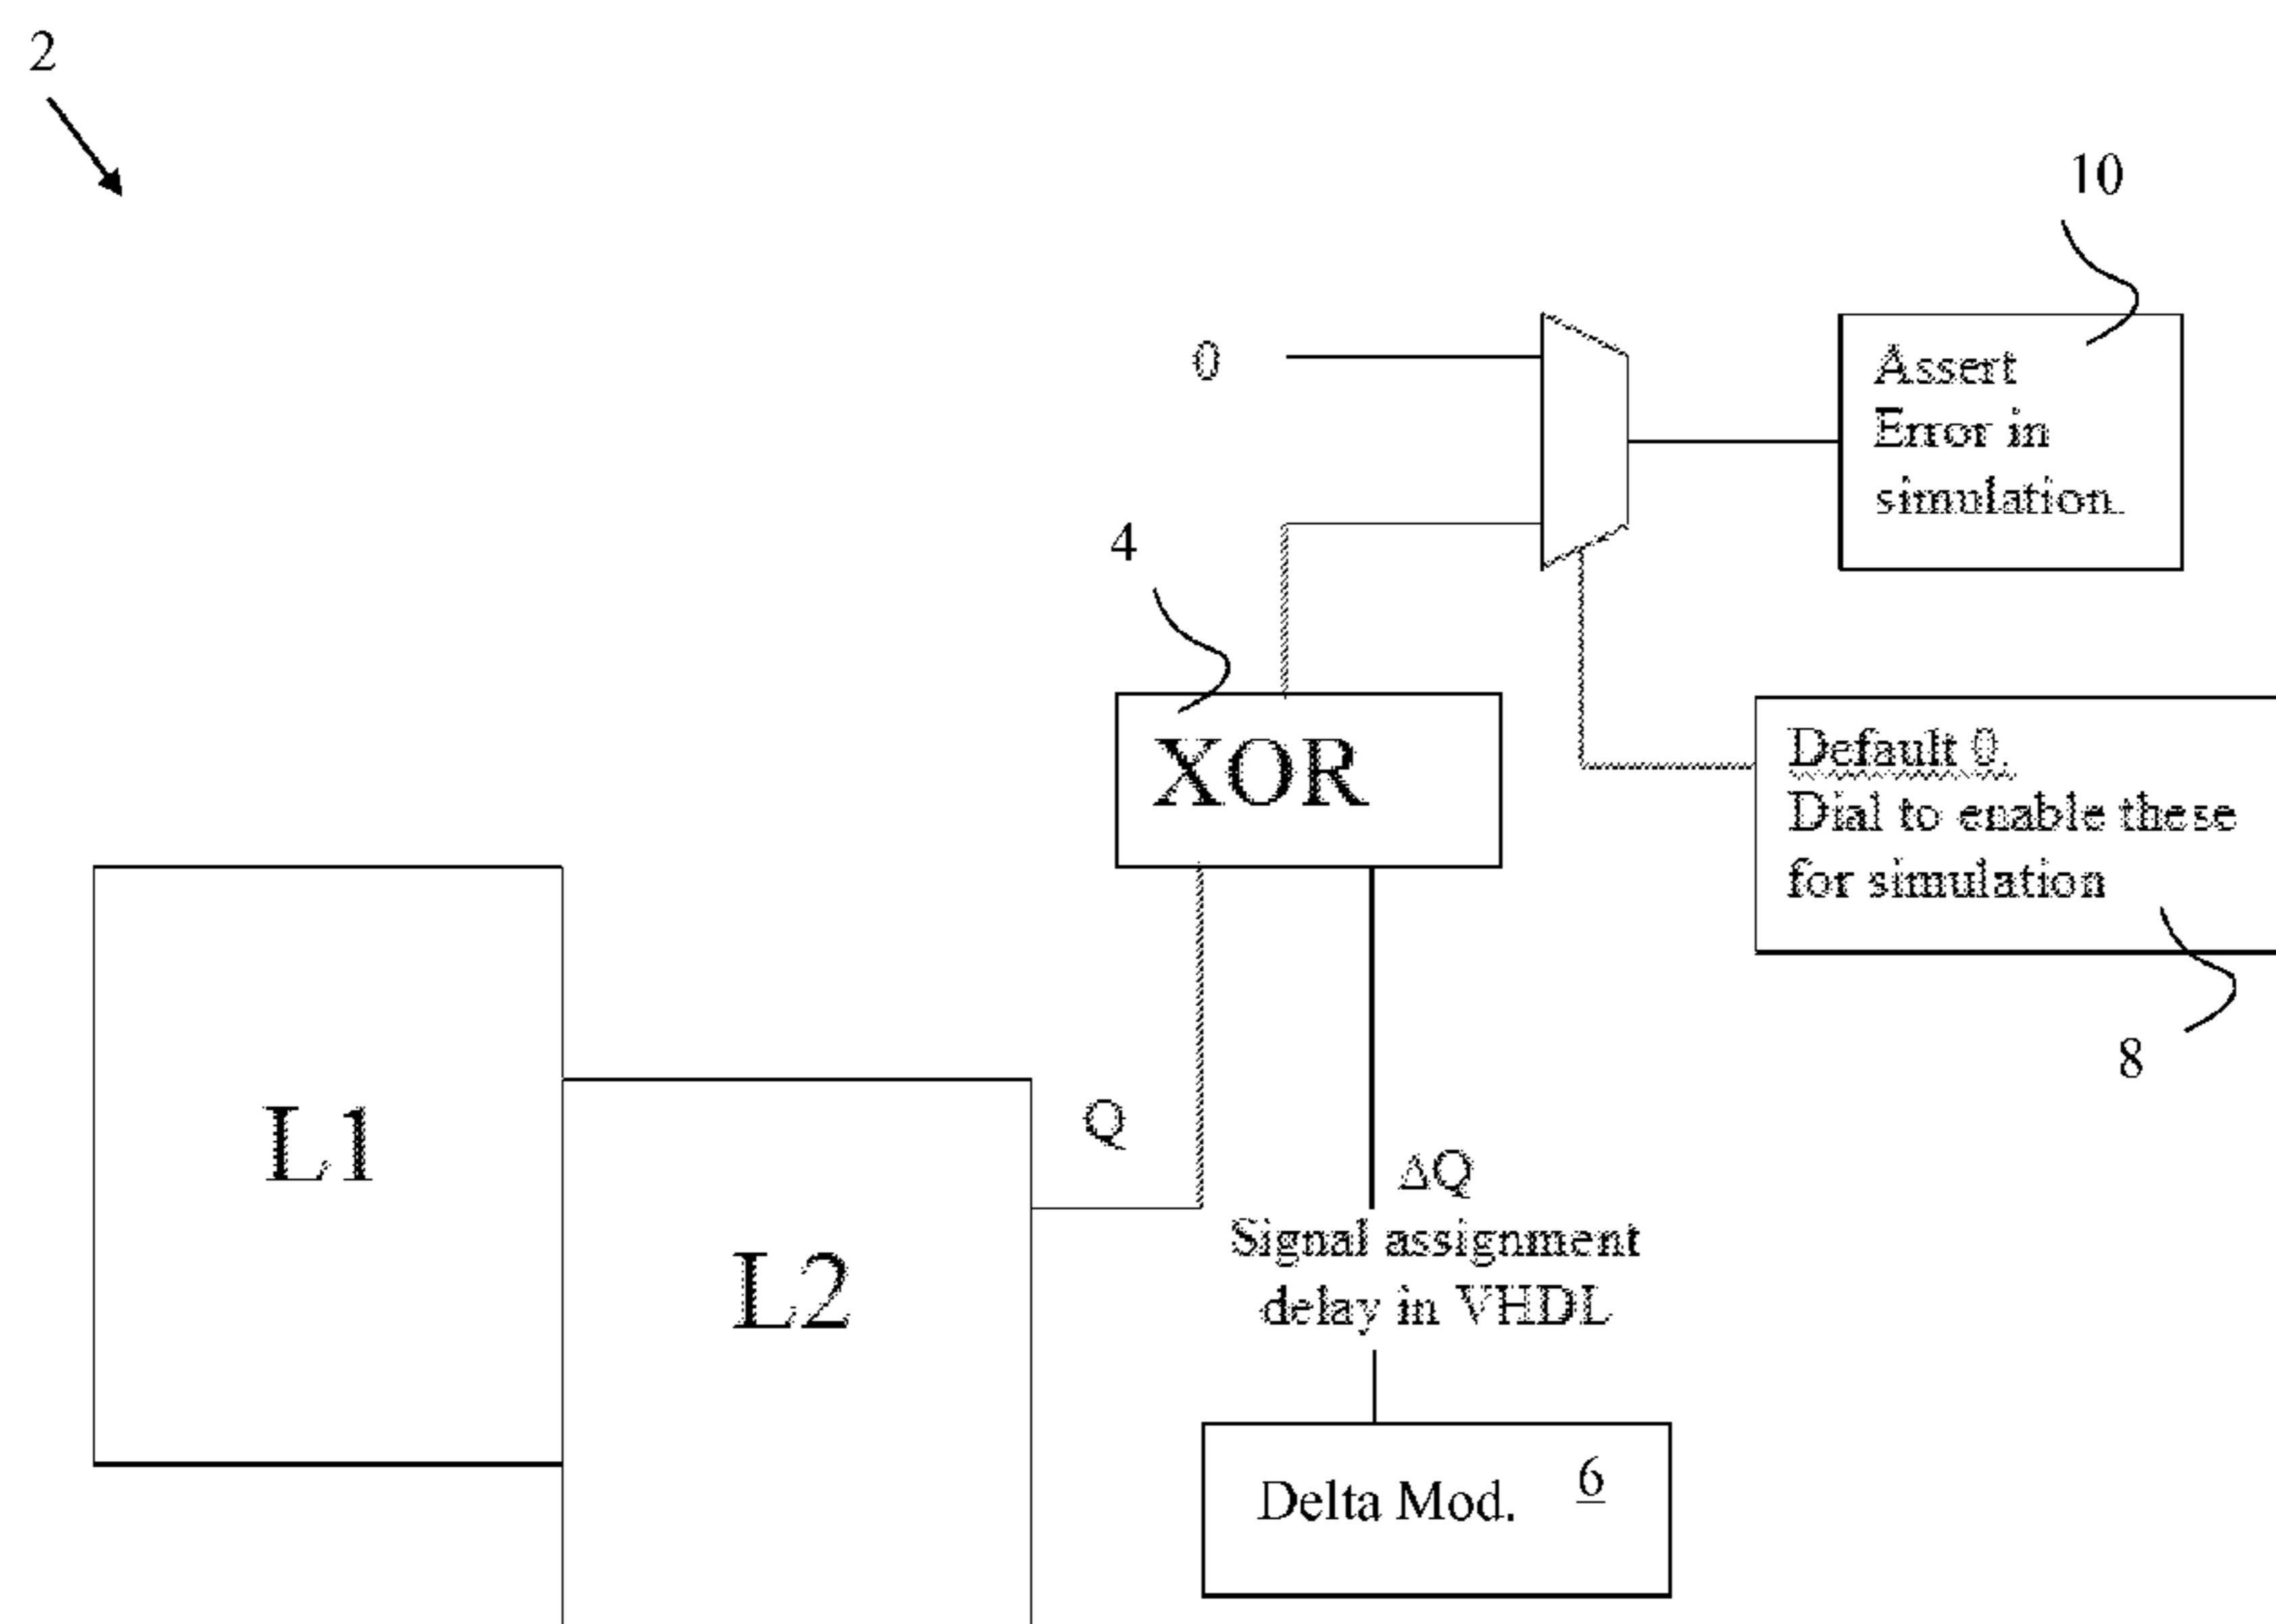 2
10
0
Assert
Error in
simulation.
4
XOR
Default 0.
Dial to enable these
for simulation
8
L1
Q
L2
ΔQ
Signal assignment
delay in VHDL
Delta Mod. 6